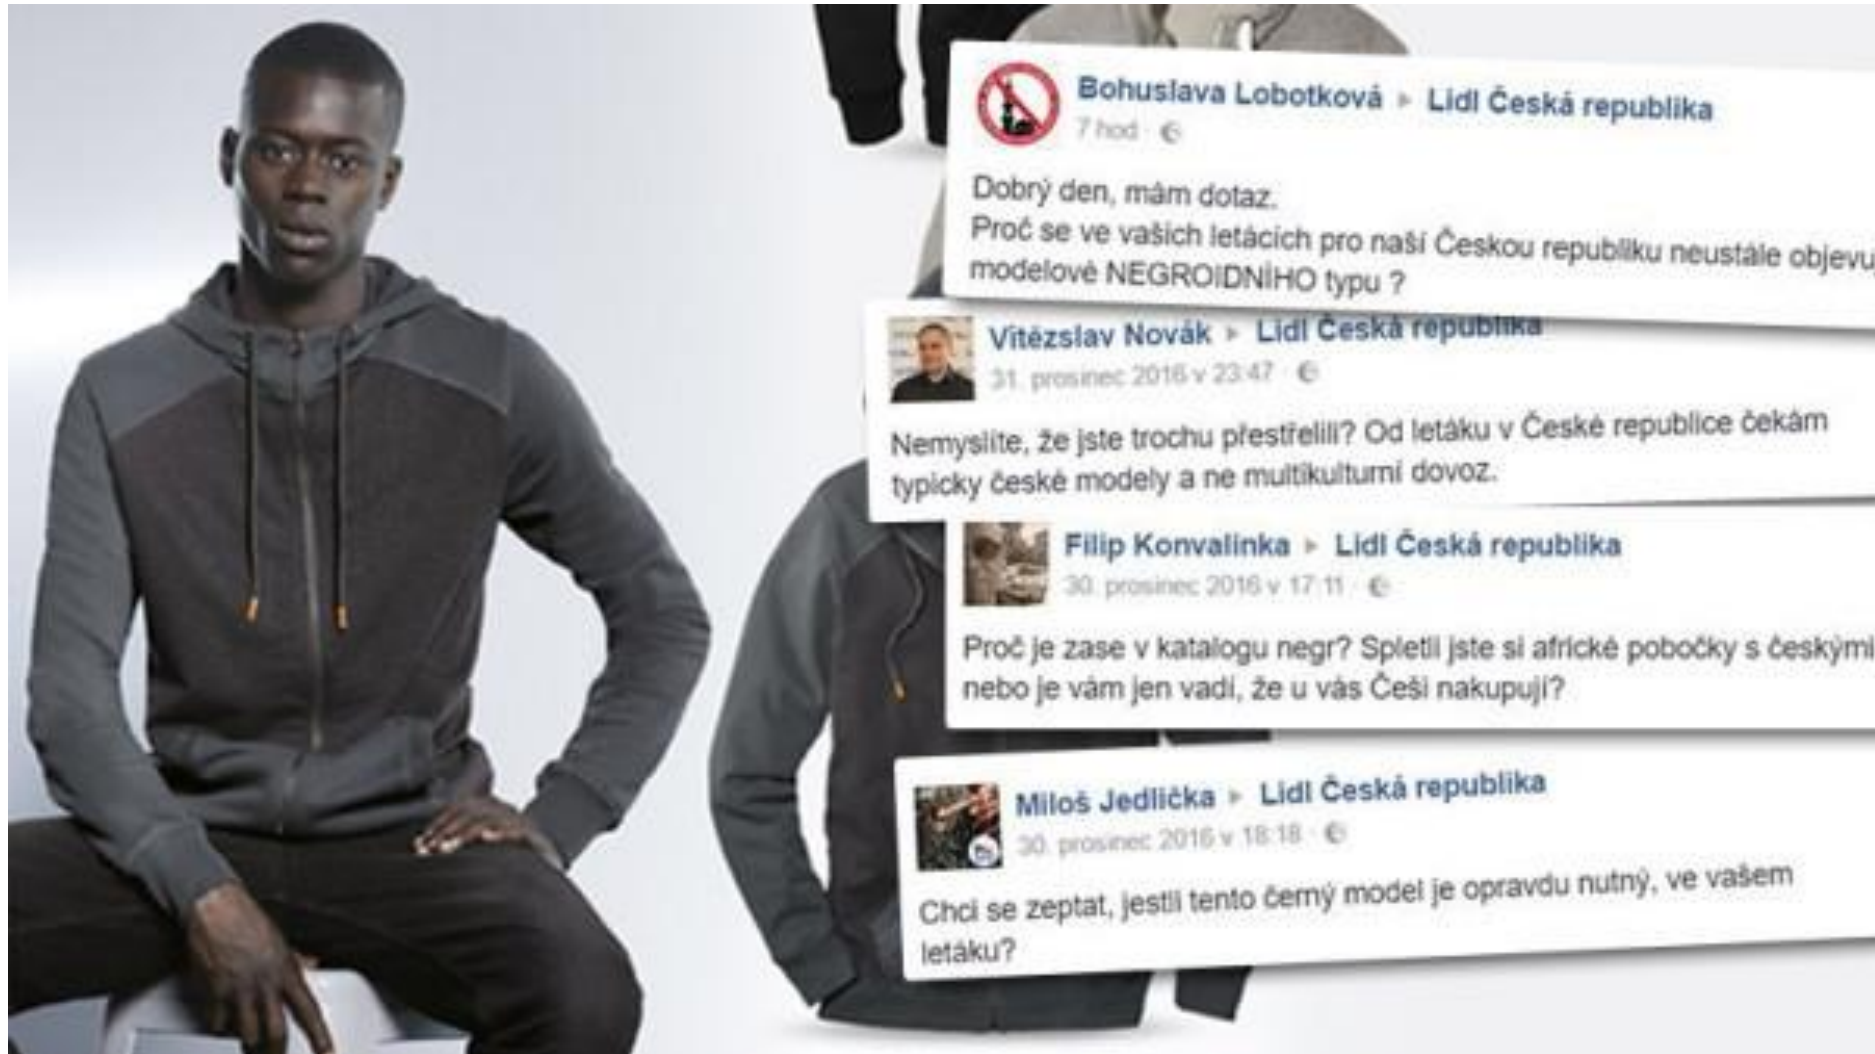 Bohuslava Lobotková ▸ Lidl Česká republika
7 hod
Dobrý den, mám dotaz.
Proč se ve vašich letácích pro naší Českou republiku neustále objevu
modelové NEGROIDNÍHO typu ?
Vítězslav Novák ▸ Lidl Česká republika
31. prosinec 2016 v 23:47
Nemyslíte, že jste trochu přestřelili? Od letáku v České republice čekám
typicky české modely a ne multikulturní dovoz.
Filip Konvalinka ▸ Lidl Česká republika
30. prosinec 2016 v 17:11
Proč je zase v katalogu negr? Spletli jste si africké pobočky s českými
nebo je vám jen vadí, že u vás Češi nakupují?
Miloš Jedlička ▸ Lidl Česká republika
30. prosinec 2016 v 18:18
Chci se zeptat, jestli tento černý model je opravdu nutný, ve vašem
letáku?